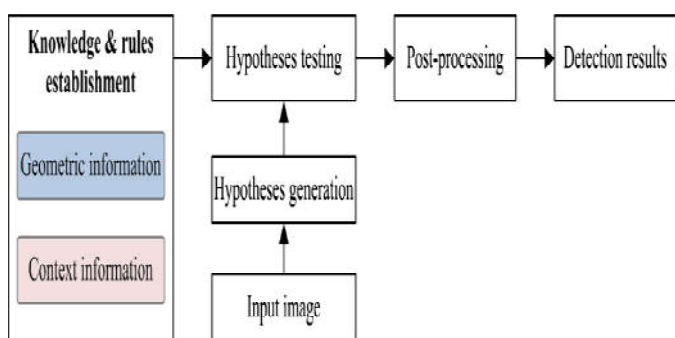 Knowledge & rules
establishment
Geometric information
Context information
Hypotheses testing
Post-processing
Detection results
Hypotheses generation
Input image